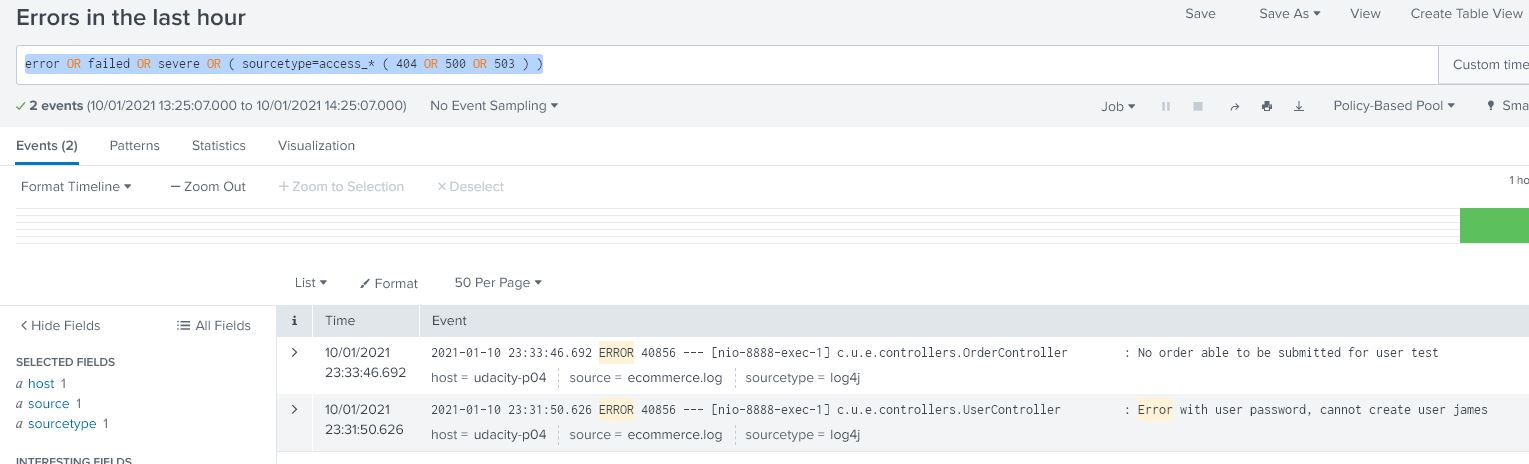 Errors in the last hour
Save Save As View Create Table View
error OR failed OR severe OR ( sourcetype=access_* ( 404 OR 500 OR 503 ) )
Custom time
2 events (10/01/2021 13:25:07.000 to 10/01/2021 14:25:07.000) No Event Sampling
Job Policy-Based Pool Sma
Events (2) Patterns Statistics Visualization
Format Timeline — Zoom Out + Zoom to Selection × Deselect
1 ho
List Format 50 Per Page
< Hide Fields All Fields
i Time Event
SELECTED FIELDS
a host 1
a source 1
a sourcetype 1
INTERESTING FIELDS
> 10/01/2021 23:33:46.692
2021-01-10 23:33:46.692 ERROR 40856 --- [nio-8888-exec-1] c.u.e.controllers.OrderController : No order able to be submitted for user test
host = udacity-p04 source = ecommerce.log sourcetype = log4j
> 10/01/2021 23:31:50.626
2021-01-10 23:31:50.626 ERROR 40856 --- [nio-8888-exec-1] c.u.e.controllers.UserController : Error with user password, cannot create user james
host = udacity-p04 source = ecommerce.log sourcetype = log4j